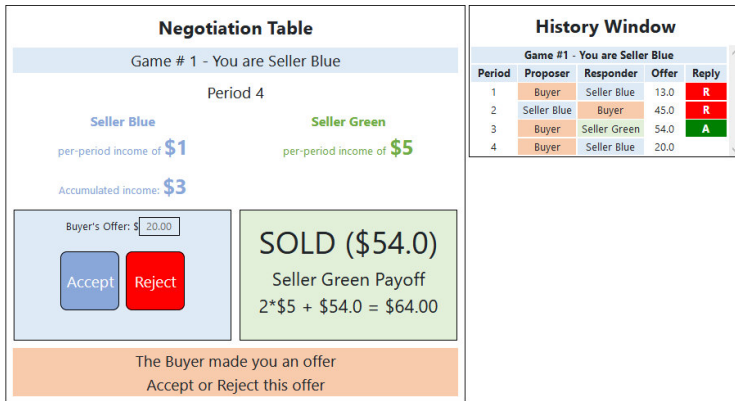 Negotiation Table
Game # 1 - You are Seller Blue
Period 4
Seller Blue
per-period income of $1
Accumulated income: $3
Seller Green
per-period income of $5
Buyer's Offer: $ 20.00
Accept Reject
SOLD ($54.0)
Seller Green Payoff
2*$5 + $54.0 = $64.00
The Buyer made you an offer
Accept or Reject this offer
History Window
Game #1 - You are Seller Blue
Period Proposer Responder Offer Reply
1 Buyer Seller Blue 13.0 R
2 Seller Blue Buyer 45.0 R
3 Buyer Seller Green 54.0 A
4 Buyer Seller Blue 20.0